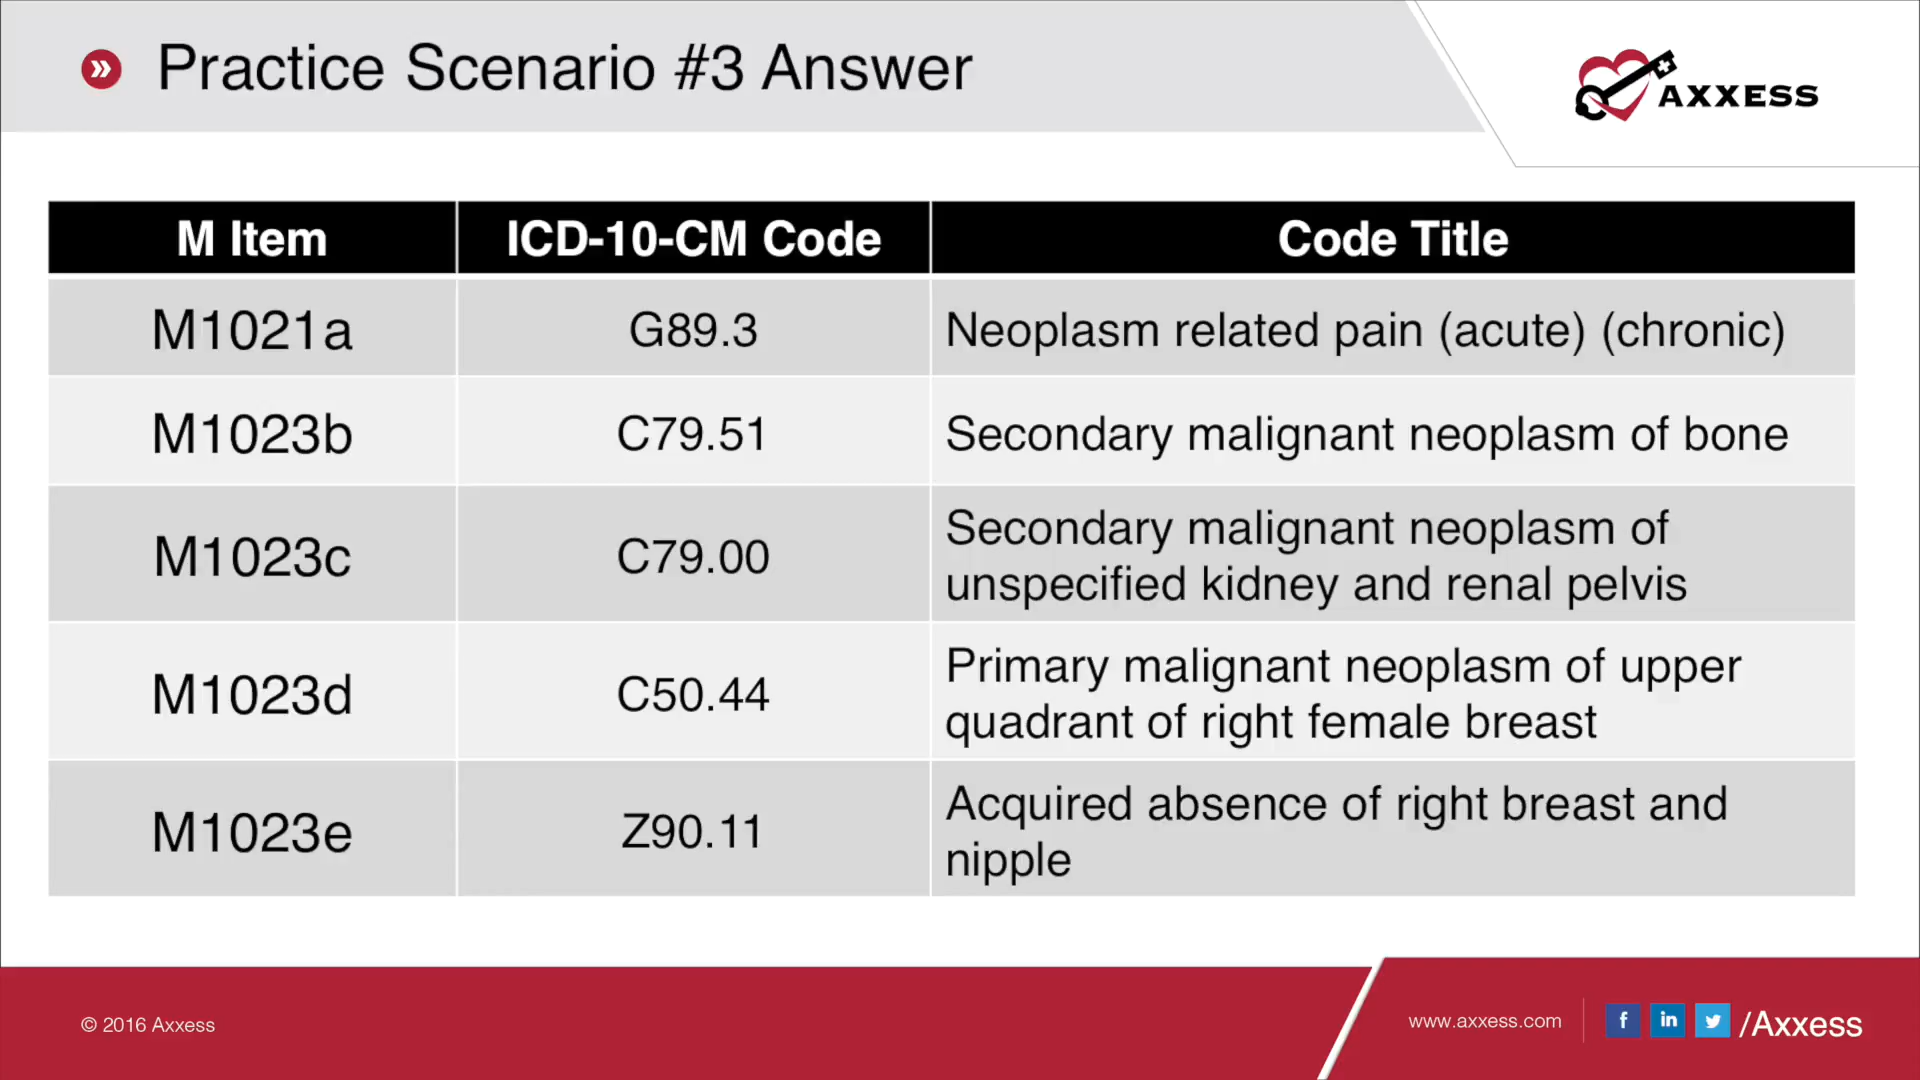 Practice Scenario #3 Answer
AXXESS
M Item ICD-10-CM Code Code Title
M1021a G89.3 Neoplasm related pain (acute) (chronic)
M1023b C79.51 Secondary malignant neoplasm of bone
M1023c C79.00 Secondary malignant neoplasm of
unspecified kidney and renal pelvis
M1023d C50.44 Primary malignant neoplasm of upper
quadrant of right female breast
M1023e Z90.11 Acquired absence of right breast and
nipple
© 2016 Axxess
www.axxess.com
/Axxess